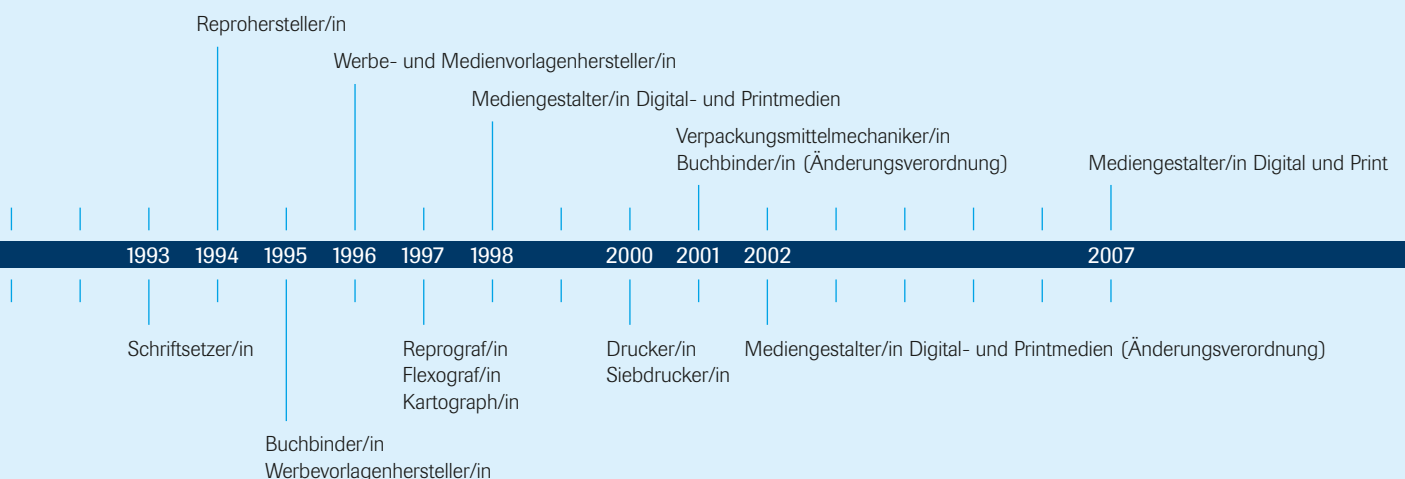 Reprohersteller/in
Werbe- und Medienvorlagenhersteller/in
Mediengestalter/in Digital- und Printmedien
Verpackungsmittelmechaniker/in
Buchbinder/in (Änderungsverordnung)
Mediengestalter/in Digital und Print
1993 1994 1995 1996 1997 1998 2000 2001 2002 2007
Schriftsetzer/in
Reprograf/in
Flexograf/in
Kartograph/in
Drucker/in
Siebdrucker/in
Mediengestalter/in Digital- und Printmedien (Änderungsverordnung)
Buchbinder/in
Werbevorlagenhersteller/in